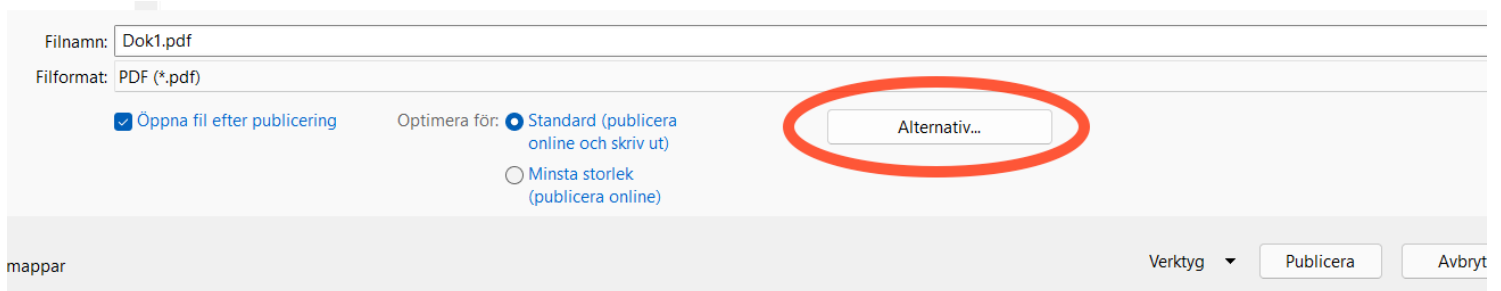 Filnamn: Dok1.pdf
Filformat: PDF (*.pdf)
Öppna fil efter publicering
Optimera för:
Standard (publicera
online och skriv ut)
Minsta storlek
(publicera online)
Alternativ...
mappar
Verktyg
Publicera
Avbryt